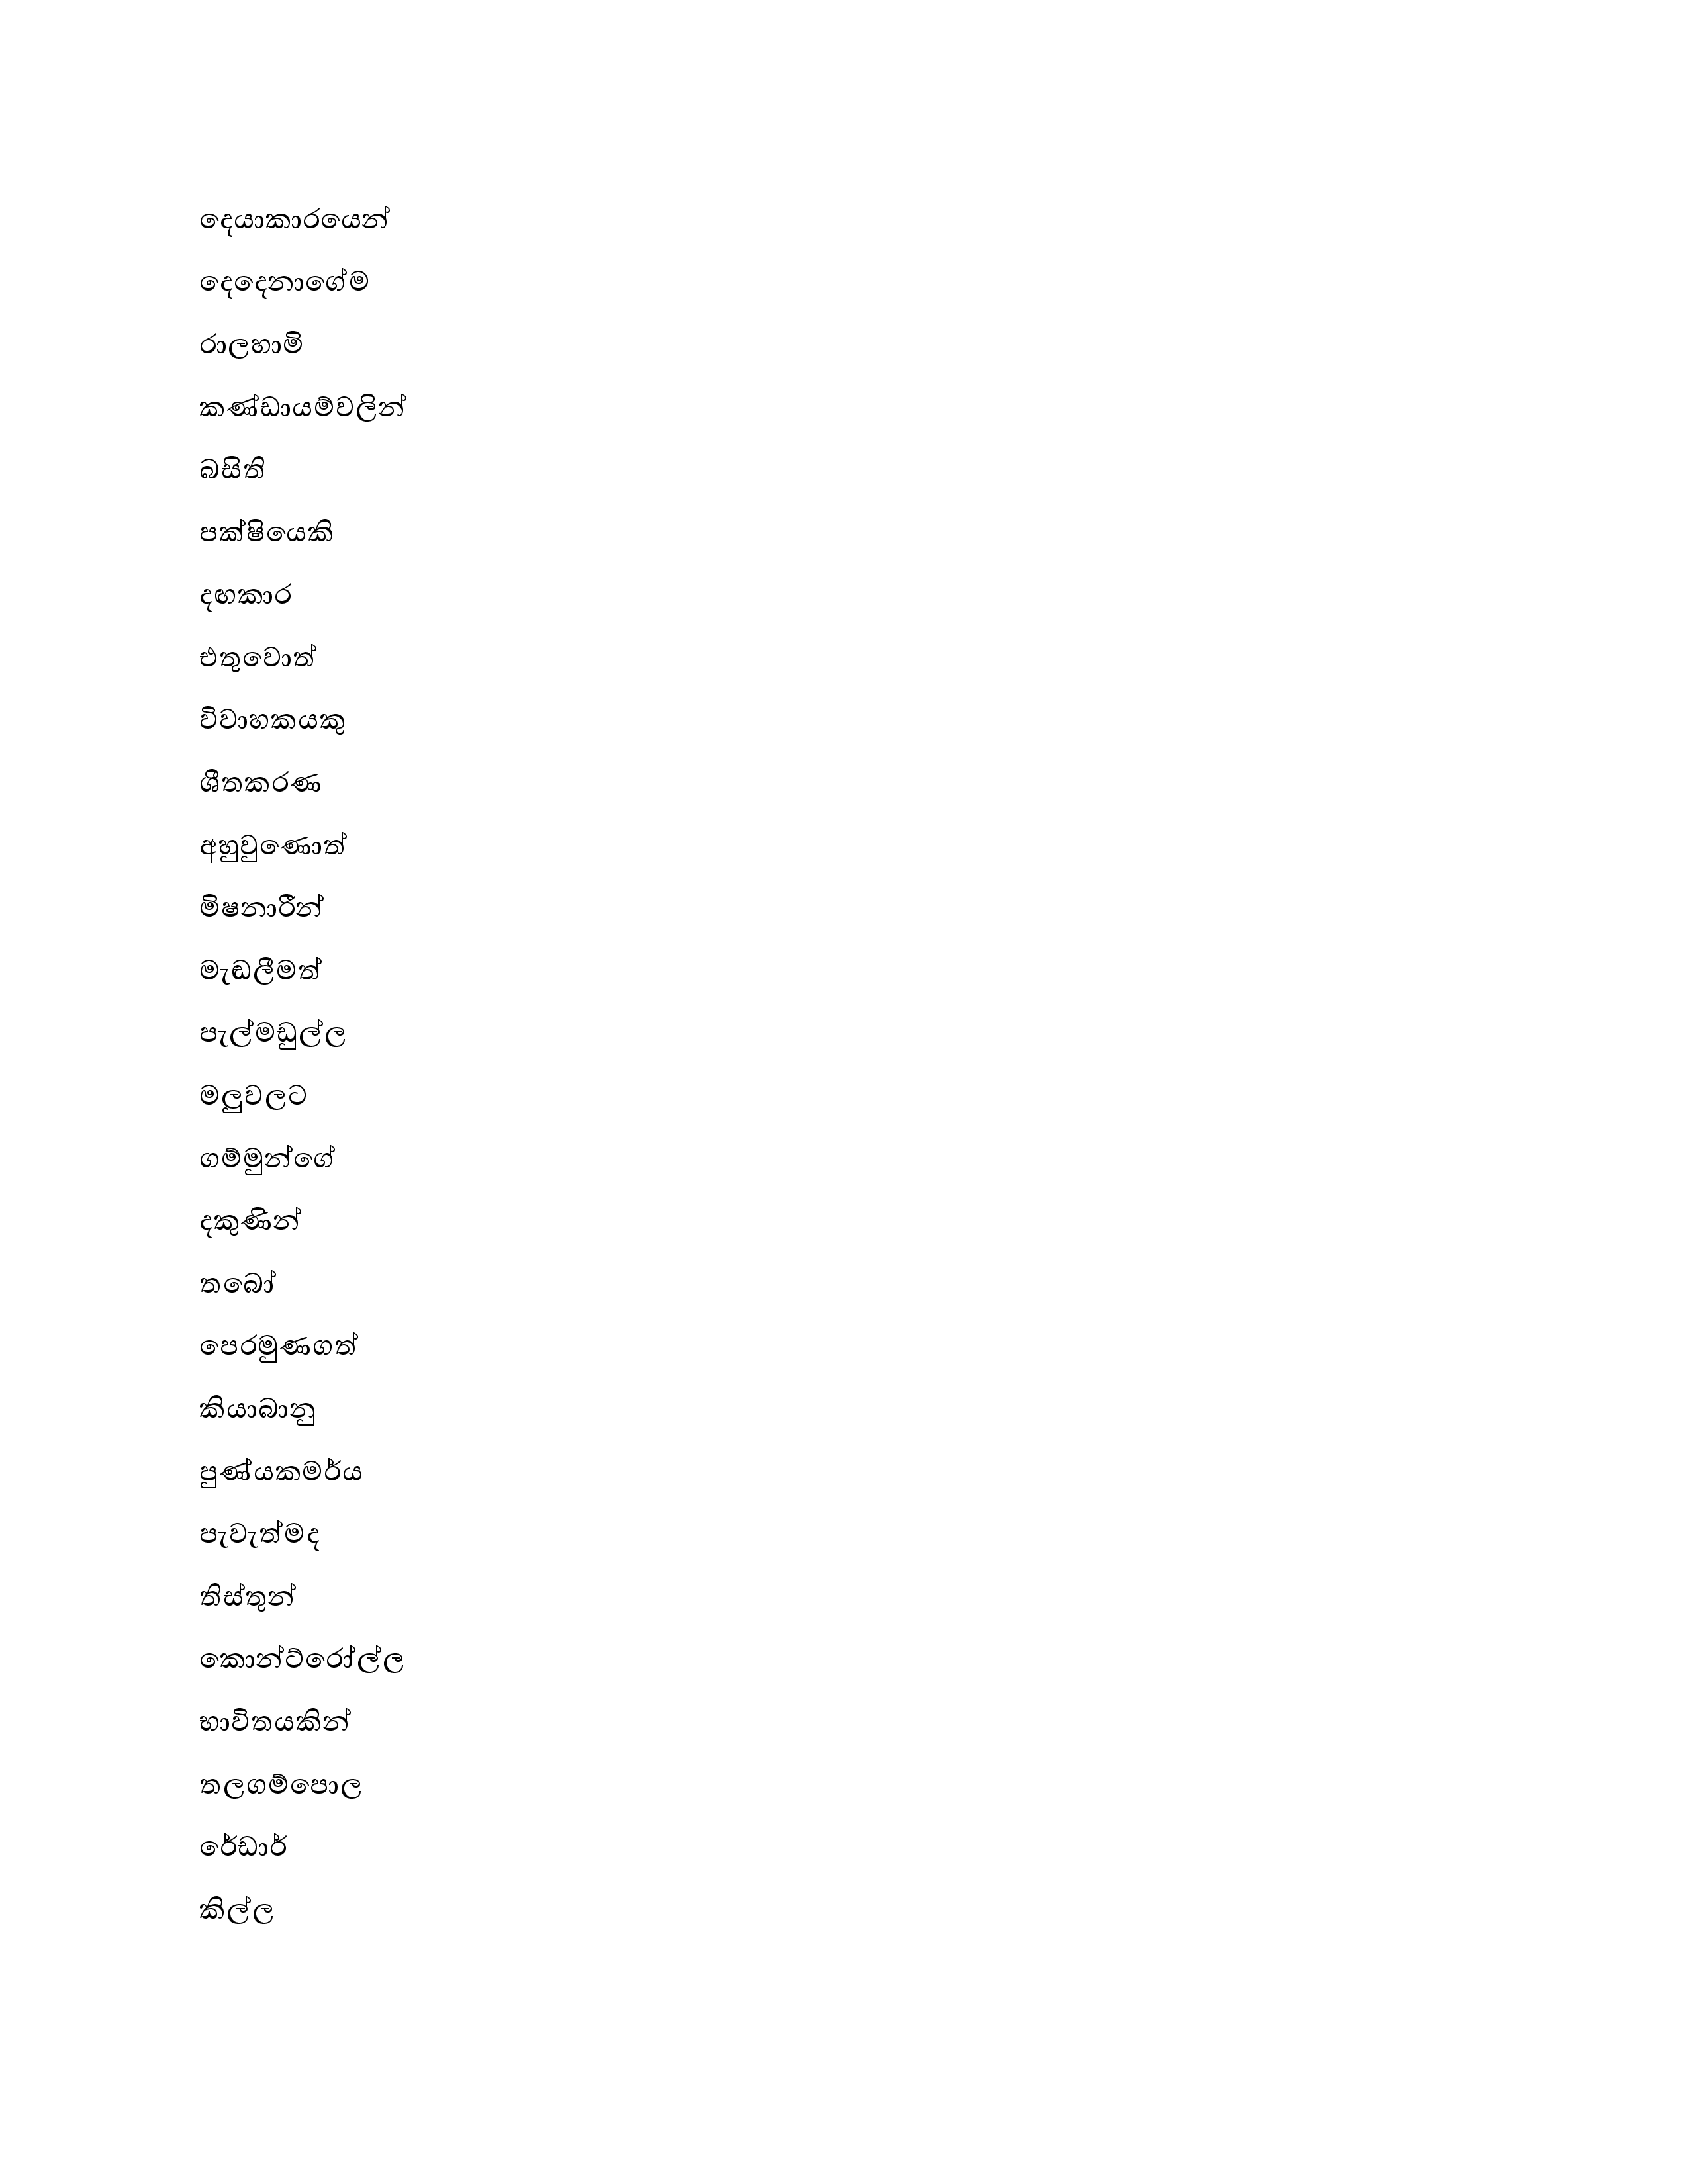 දෙයාකාරයෙන්
දෙදෙනාගේම
රාලහාමි
කණ්ඩායම්වලින්
බසිති
පක්ෂියෙකි
දඟකාර
එතුවොත්
විවාහකයකු
ශීතකරණ
අහුවුණොත්
මිෂනාරීන්
මැඬලීමත්
පැල්මඩුල්ල
මලුවලට
ගම්මුන්ගේ
දකුණින්
තබෝ
පෙරමුණගත්
කියාබානු
පුණ්යකමර්ය
පැවැත්මද
තිස්තුන්
කොන්ට්රෝල්ල
භාවිතයකින්
තලගම්පොල
රේඩාර්
කිල්ල